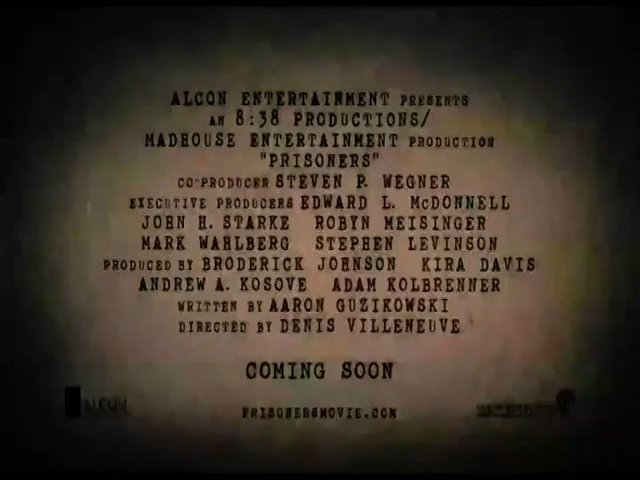 ALCON ENTERTAINMENT PRESENTS
AN 8:38 PRODUCTIONS/
MADHOUSE ENTERTAINMENT PRODUCTION
"PRISONERS"
CO-PRODUCER STEVEN P. WEGNER
EXECUTIVE PRODUCERS EDWARD L. McDONNELL
JOHN H. STARKE ROBYN MEISINGER
MARK WAHLBERG STEPHEN LEVINSON
PRODUCED BY BRODERICK JOHNSON KIRA DAVIS
ANDREW A. KOSOVE ADAM KOLBRENNER
WRITTEN BY AARON GUZIKOWSKI
DIRECTED BY DENIS VILLENEUVE
COMING SOON
ALCON
PRISONERSMOVIE.COM